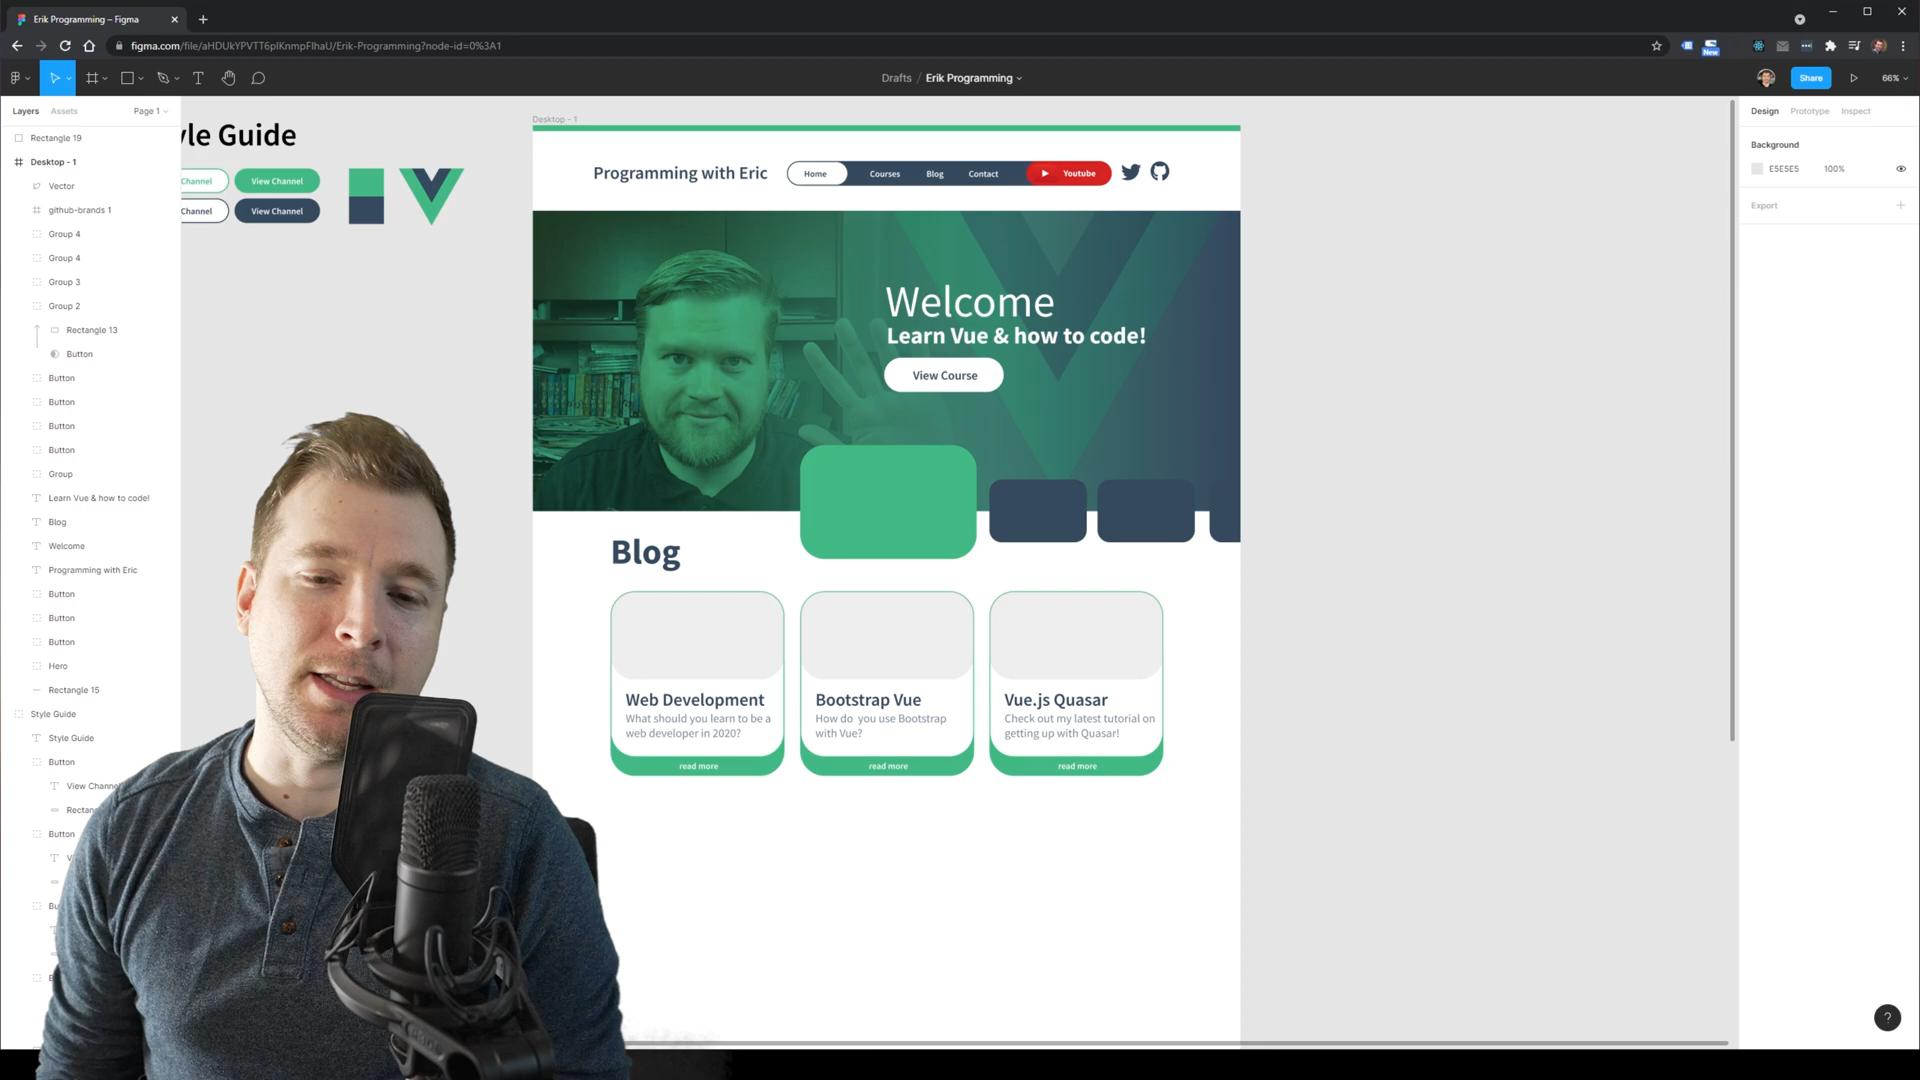 Erik Programming – Figma
figma.com/file/aHDUkYPVTT6pIKnmpFIhaU/Erik-Programming?node-id=0%3A1
New
Drafts / Erik Programming
Share
66%
Layers
Assets
Page 1
Rectangle 19
Desktop - 1
Vector
github-brands 1
Group 4
Group 4
Group 3
Group 2
Rectangle 13
Button
Button
Button
Button
Button
Group
Learn Vue & how to code!
Blog
Welcome
Programming with Eric
Button
Button
Button
Hero
Rectangle 15
Style Guide
Style Guide
Button
View Channel
Rectang
Button
V
Bu
B
yle Guide
Channel
View Channel
Channel
View Channel
Desktop - 1
Programming with Eric
Home
Courses
Blog
Contact
Youtube
Welcome
Learn Vue & how to code!
View Course
Blog
Web Development
What should you learn to be a
web developer in 2020?
read more
Bootstrap Vue
How do you use Bootstrap
with Vue?
read more
Vue.js Quasar
Check out my latest tutorial on
getting up with Quasar!
read more
Design
Prototype
Inspect
Background
E5E5E5
100%
Export
?